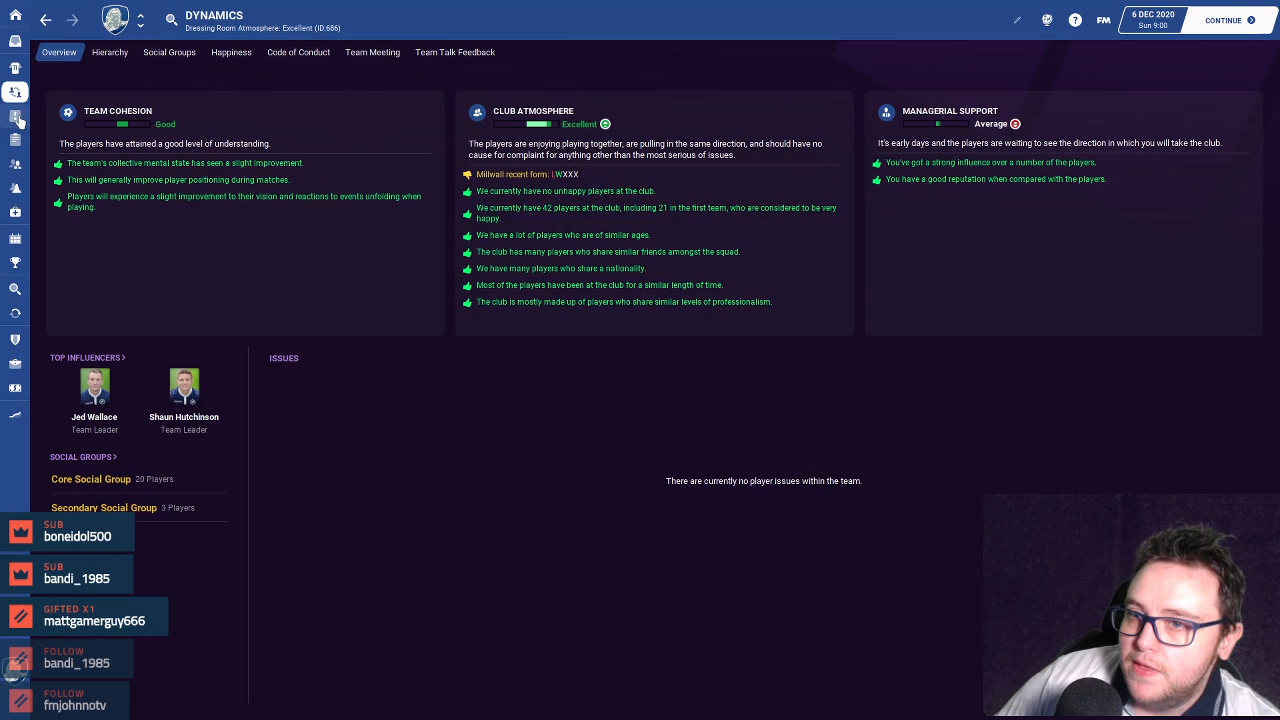 DYNAMICS
Dressing Room Atmosphere: Excellent (ID:686)
FM
6 DEC 2020
Sun 9:00
CONTINUE
Overview
Hierarchy
Social Groups
Happiness
Code of Conduct
Team Meeting
Team Talk Feedback
TEAM COHESION
Good
The players have attained a good level of understanding.
The team's collective mental state has seen a slight improvement.
This will generally improve player positioning during matches.
Players will experience a slight improvement to their vision and reactions to events unfolding when
playing.
CLUB ATMOSPHERE
Excellent
The players are enjoying playing together, are pulling in the same direction, and should have no
cause for complaint for anything other than the most serious of issues.
Millwall recent form: LWXXX
We currently have no unhappy players at the club.
We currently have 42 players at the club, including 21 in the first team, who are considered to be very
happy.
We have a lot of players who are of similar ages.
The club has many players who share similar friends amongst the squad.
We have many players who share a nationality.
Most of the players have been at the club for a similar length of time.
The club is mostly made up of players who share similar levels of professionalism.
MANAGERIAL SUPPORT
Average
It's early days and the players are waiting to see the direction in which you will take the club.
You've got a strong influence over a number of the players.
You have a good reputation when compared with the players.
TOP INFLUENCERS
Jed Wallace
Team Leader
Shaun Hutchinson
Team Leader
SOCIAL GROUPS
Core Social Group 20 Players
Secondary Social Group 3 Players
ISSUES
There are currently no player issues within the team.
SUB
boneidol500
SUB
bandi_1985
GIFTED X1
mattgamerguy666
FOLLOW
bandi_1985
FOLLOW
fmjohnnotv